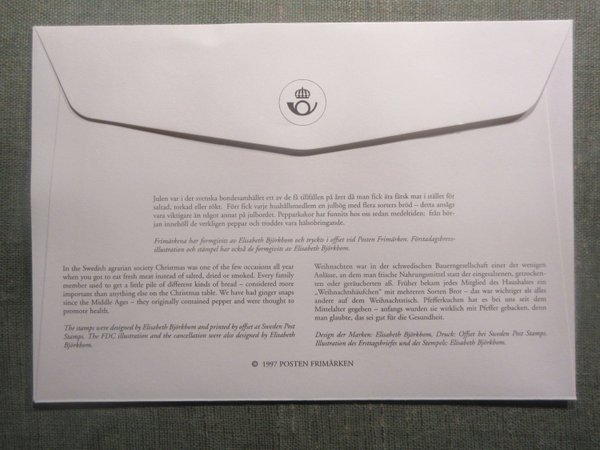 Julen var i det svenska bondesamhället ett av de få tillfällen på året då man fick äta färsk mat i stället för
saltad, torkad eller rökt. Förr fick varje hushållsmedlem en julhög med flera sorters bröd – detta ansågs
vara viktigare än något annat på julbordet. Pepparkakor har funnits hos oss sedan medeltiden; från bör-
jan innehöll de verkligen peppar och troddes vara hälsobringande.
Frimärkena har formgivits av Elisabeth Björkbom och tryckts i offset vid Posten Frimärken. Förstadagsbrevs-
illustration och stämpel har också de formgivits av Elisabeth Björkbom.
In the Swedish agrarian society Christmas was one of the few occasions all year
when you got to eat fresh meat instead of salted, dried or smoked. Every family
member used to get a little pile of different kinds of bread – considered more
important than anything else on the Christmas table. We have had ginger snaps
since the Middle Ages – they originally contained pepper and were thought to
promote health.
The stamps were designed by Elisabeth Björkbom and printed by offset at Sweden Post
Stamps. The FDC illustration and the cancellation were also designed by Elisabeth
Björkbom.
Weihnachten war in der schwedischen Bauerngesellschaft einer der wenigen
Anlässe, an dem man frische Nahrungsmittel statt der eingesalzenen, getrockne-
ten oder geräucherten aß. Früher bekam jedes Mitglied des Haushaltes ein
„Weihnachtshäufchen" mit mehreren Sorten Brot – das war wichtiger als alles
andere auf dem Weihnachtstisch. Pfefferkuchen hat es bei uns seit dem
Mittelalter gegeben – anfangs wurden sie wirklich mit Pfeffer gebacken, denn
man glaubte, das sei gut für die Gesundheit.
Design der Marken: Elisabeth Björkbom. Druck: Offset bei Sweden Post Stamps.
Illustration des Ersttagsbriefes und des Stempels: Elisabeth Björkbom.
© 1997 POSTEN FRIMÄRKEN